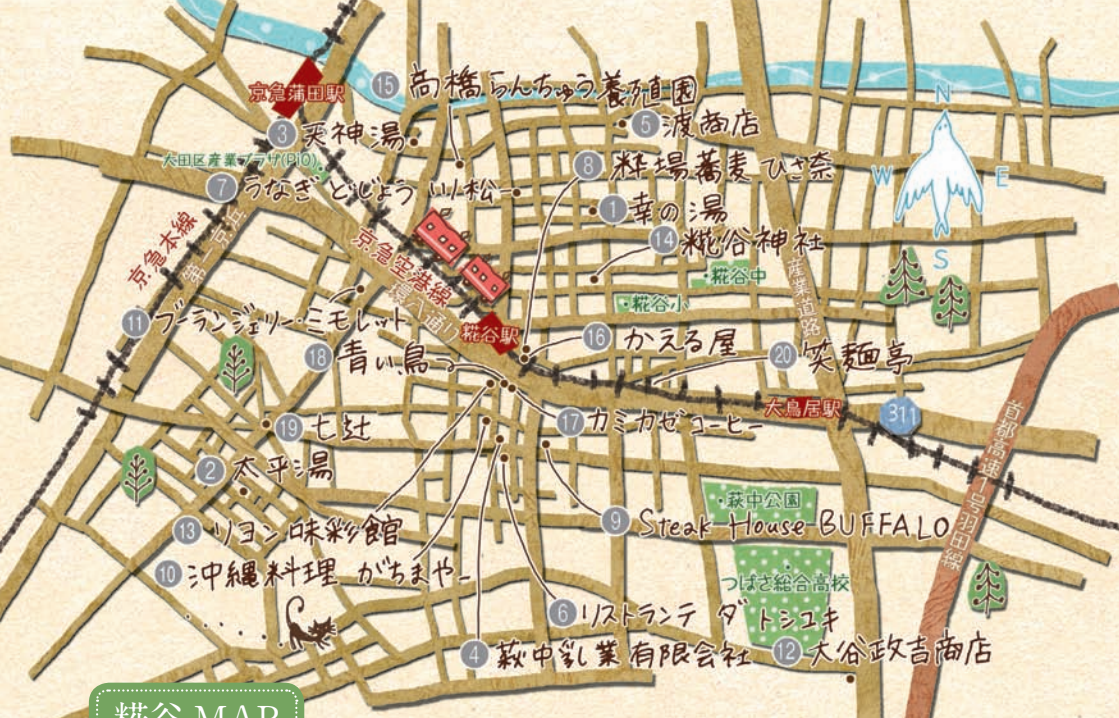 京急蒲田駅
⑮ 高橋らんちゅう養殖園
③ 天神湯
⑤ 渡商店
大田区産業プラザ(PiO)
⑧ 粋場蕎麦 ひさ奈
⑦ うなぎ どじょう 川松
① 幸の湯
⑭ 糀谷神社
N
W
E
S
京急本線
第一京浜
京急空港線
環八通り
糀谷駅
・糀谷中
・糀谷小
産業道路
⑪ ブーランジェリー・ミモレット
⑱ 青い鳥
⑯ かえる屋
⑳ 笑麺亭
大鳥居駅
311
首都高速1号羽田線
⑲ 七辻
⑰ カミカゼコーヒー
② 太平湯
・萩中公園
⑬ リヨン味彩館
⑨ Steak House BUFFALO
⑩ 沖縄料理 がちまやー
つばさ総合高校
⑥ リストランテ ダ トシユキ
④ 萩中乳業有限会社
⑫ 大谷政吉商店
糀谷 MAP